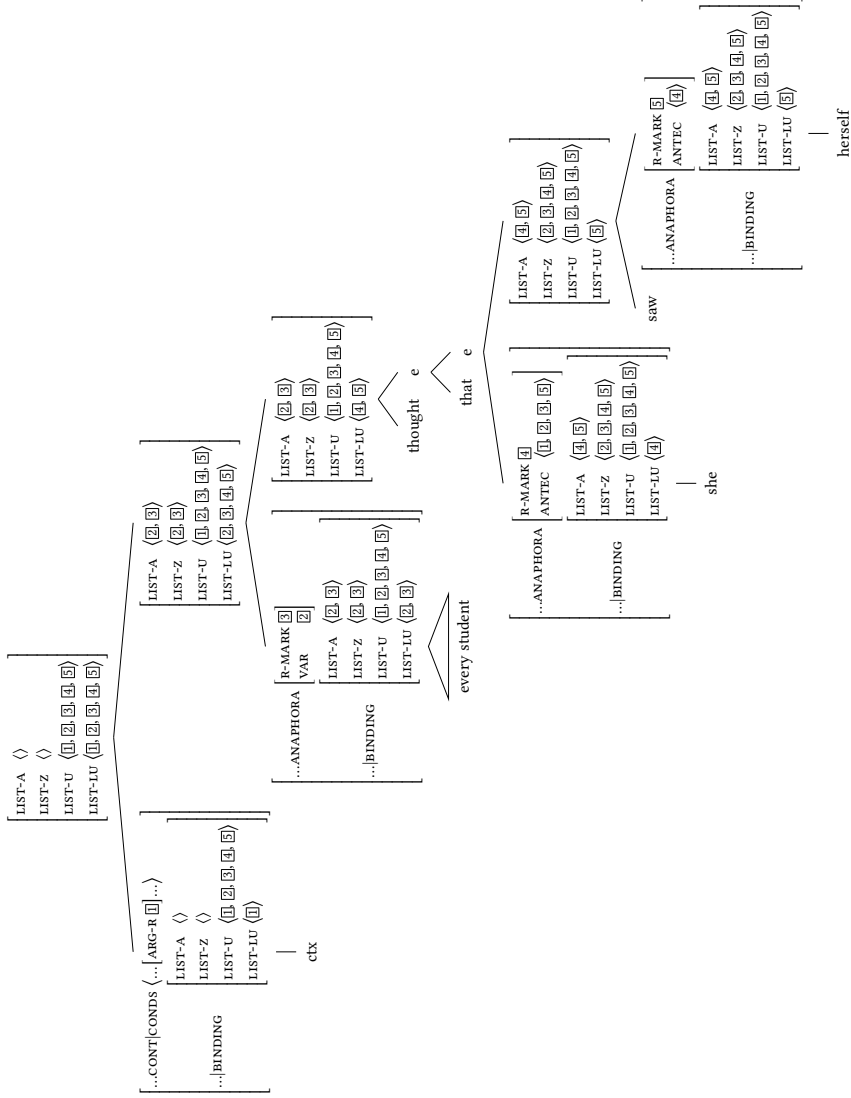 LIST-A ⟨⟩
LIST-Z ⟨⟩
LIST-U ⟨1, 2, 3, 4, 5⟩
LIST-LU ⟨1, 2, 3, 4, 5⟩
...CONT|CONDS ⟨...[ARG-R 1]...⟩
...|BINDING
LIST-A ⟨⟩
LIST-Z ⟨⟩
LIST-U ⟨1, 2, 3, 4, 5⟩
LIST-LU ⟨1⟩
ctx
LIST-A ⟨2, 3⟩
LIST-Z ⟨2, 3⟩
LIST-U ⟨1, 2, 3, 4, 5⟩
LIST-LU ⟨2, 3, 4, 5⟩
...ANAPHORA
R-MARK 3
VAR 2
...|BINDING
LIST-A ⟨2, 3⟩
LIST-Z ⟨2, 3⟩
LIST-U ⟨1, 2, 3, 4, 5⟩
LIST-LU ⟨2, 3⟩
every student
LIST-A ⟨2, 3⟩
LIST-Z ⟨2, 3⟩
LIST-U ⟨1, 2, 3, 4, 5⟩
LIST-LU ⟨4, 5⟩
thought e
that e
...ANAPHORA
R-MARK 4
ANTEC ⟨1, 2, 3, 5⟩
...|BINDING
LIST-A ⟨4, 5⟩
LIST-Z ⟨2, 3, 4, 5⟩
LIST-U ⟨1, 2, 3, 4, 5⟩
LIST-LU ⟨4⟩
she
LIST-A ⟨4, 5⟩
LIST-Z ⟨2, 3, 4, 5⟩
LIST-U ⟨1, 2, 3, 4, 5⟩
LIST-LU ⟨5⟩
saw
...ANAPHORA
R-MARK 5
ANTEC ⟨4⟩
...|BINDING
LIST-A ⟨4, 5⟩
LIST-Z ⟨2, 3, 4, 5⟩
LIST-U ⟨1, 2, 3, 4, 5⟩
LIST-LU ⟨5⟩
herself